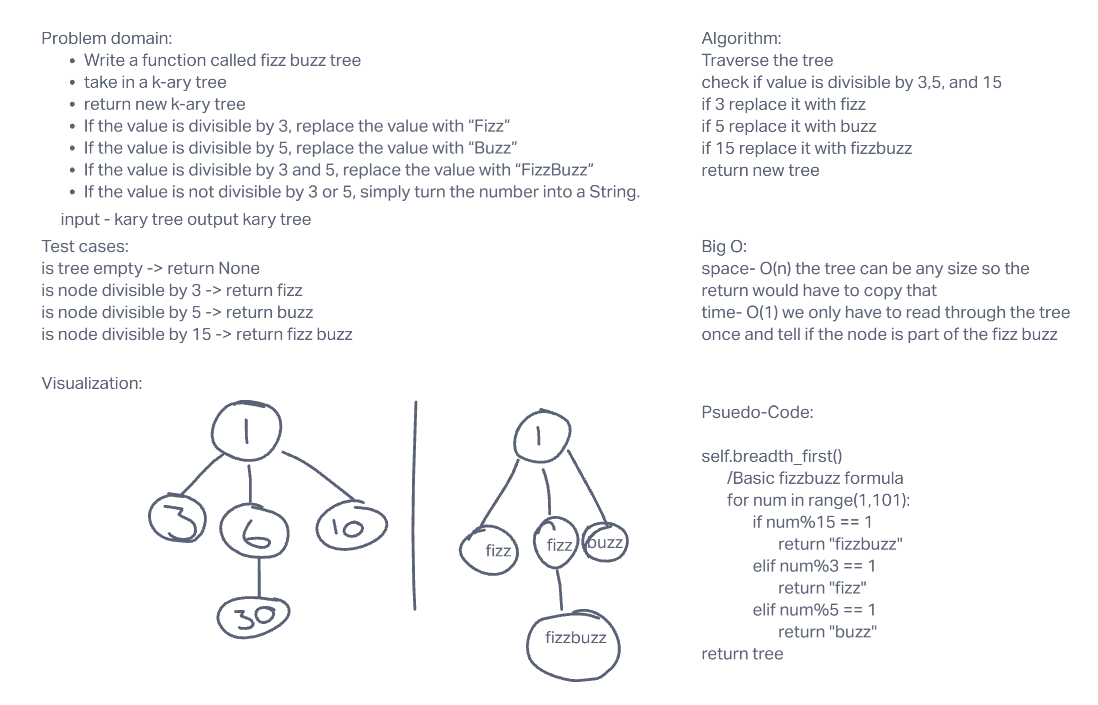 Problem domain:
• Write a function called fizz buzz tree
• take in a k-ary tree
• return new k-ary tree
• If the value is divisible by 3, replace the value with “Fizz”
• If the value is divisible by 5, replace the value with “Buzz”
• If the value is divisible by 3 and 5, replace the value with “FizzBuzz”
• If the value is not divisible by 3 or 5, simply turn the number into a String.
input - kary tree output kary tree
Test cases:
is tree empty -> return None
is node divisible by 3 -> return fizz
is node divisible by 5 -> return buzz
is node divisible by 15 -> return fizz buzz
Visualization:
1
3 6 10
30
1
fizz fizz buzz
fizzbuzz
Algorithm:
Traverse the tree
check if value is divisible by 3,5, and 15
if 3 replace it with fizz
if 5 replace it with buzz
if 15 replace it with fizzbuzz
return new tree
Big O:
space- O(n) the tree can be any size so the
return would have to copy that
time- O(1) we only have to read through the tree
once and tell if the node is part of the fizz buzz
Psuedo-Code:
self.breadth_first()
/Basic fizzbuzz formula
for num in range(1,101):
if num%15 == 1
return "fizzbuzz"
elif num%3 == 1
return "fizz"
elif num%5 == 1
return "buzz"
return tree